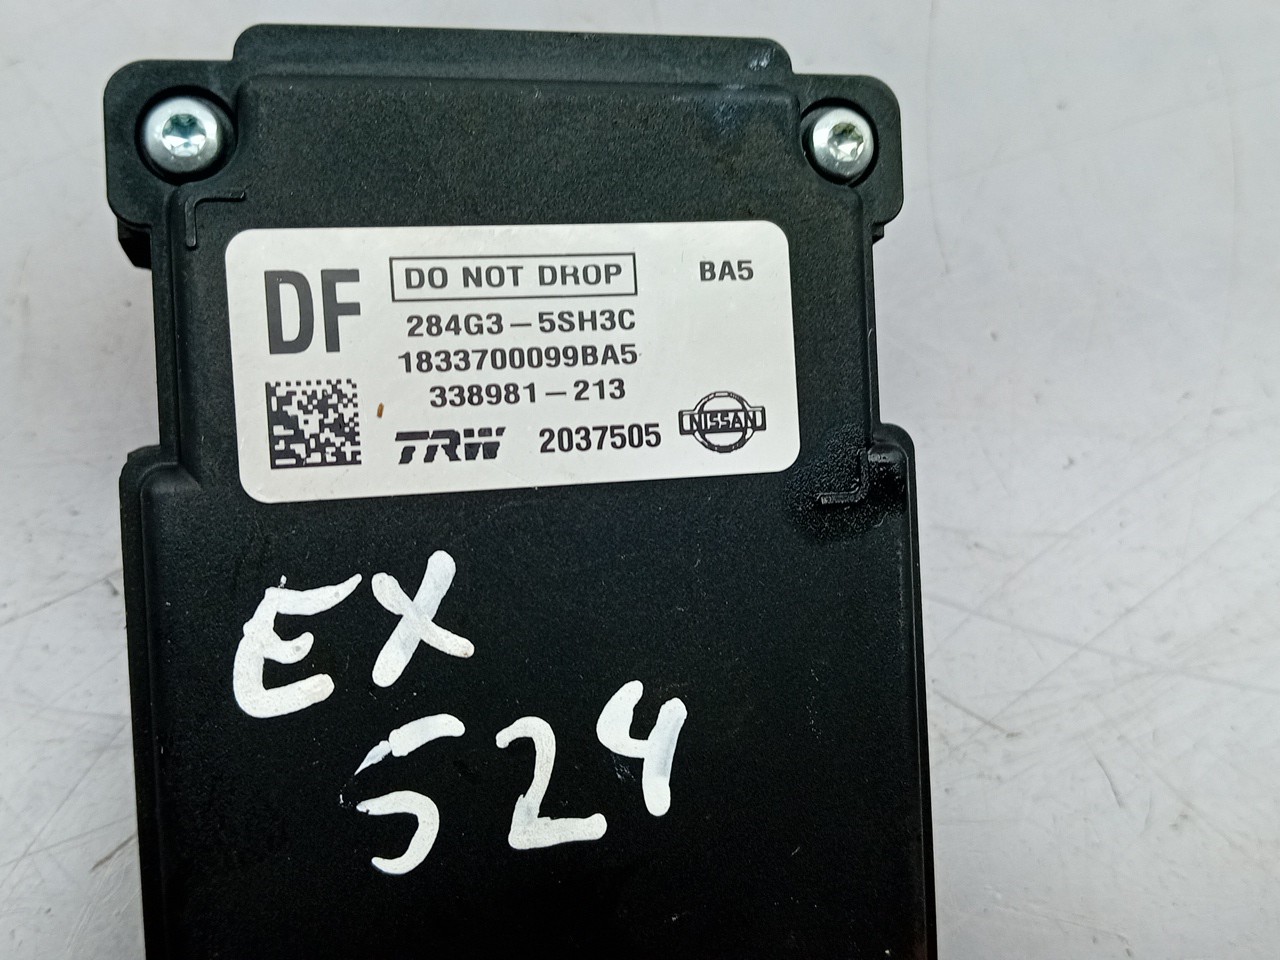 DF
DO NOT DROP
BA5
284G3-5SH3C
1833700099BA5
338981-213
TRW 2037505 NISSAN
EX
524